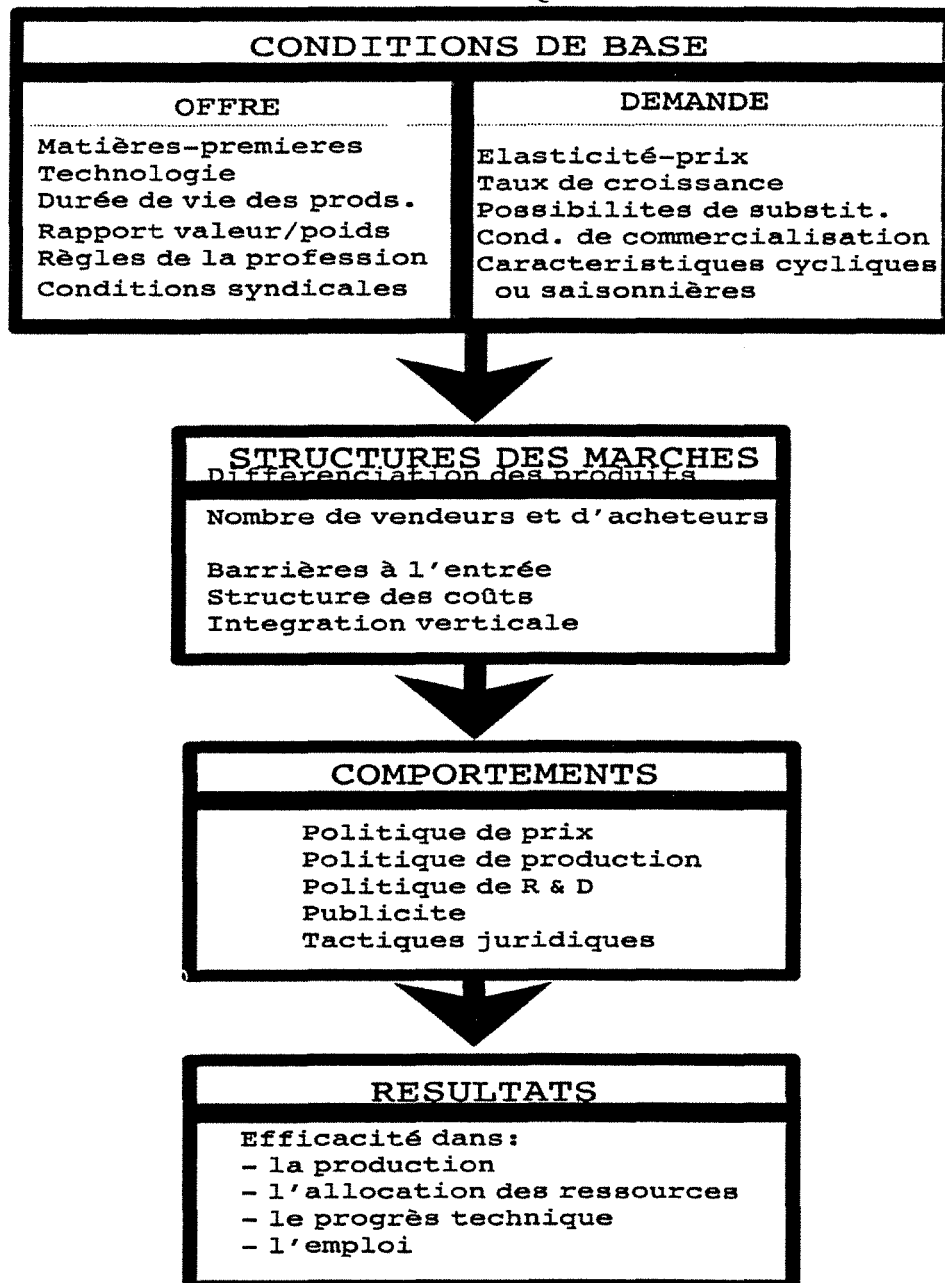 CONDITIONS DE BASE
OFFRE
Matières-premieres
Technologie
Durée de vie des prods.
Rapport valeur/poids
Règles de la profession
Conditions syndicales
DEMANDE
Elasticité-prix
Taux de croissance
Possibilites de substit.
Cond. de commercialisation
Caracteristiques cycliques
ou saisonnières
STRUCTURES DES MARCHES
Differenciation des produits
Nombre de vendeurs et d'acheteurs
Barrières à l'entrée
Structure des coûts
Integration verticale
COMPORTEMENTS
Politique de prix
Politique de production
Politique de R & D
Publicite
Tactiques juridiques
RESULTATS
Efficacité dans:
- la production
- l'allocation des ressources
- le progrès technique
- l'emploi